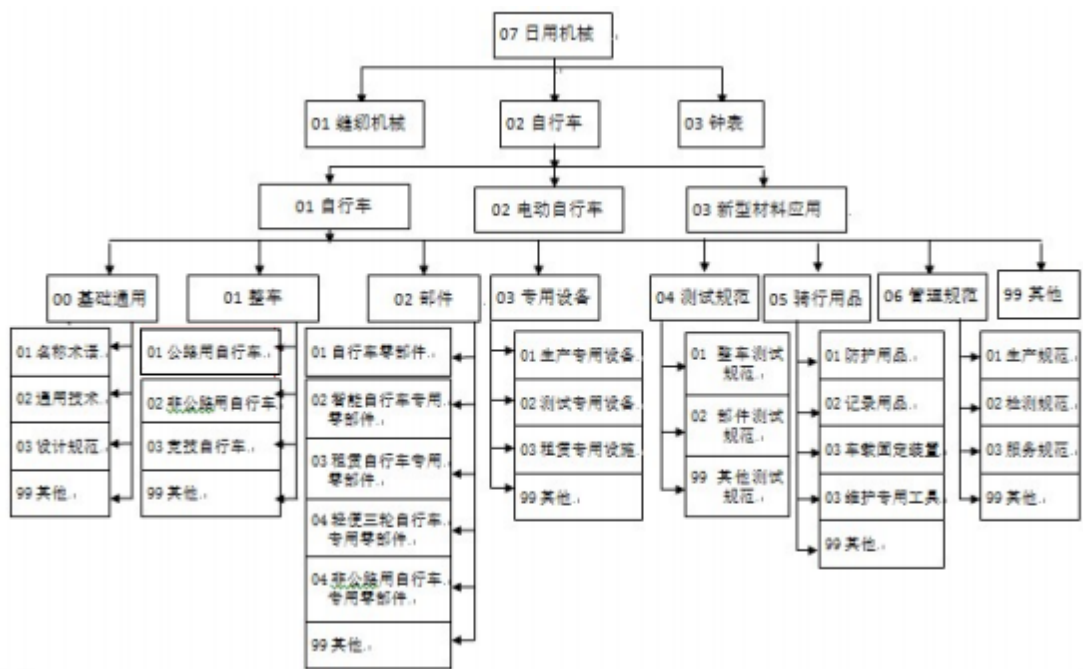 07 日用机械
01 缝纫机械
02 自行车
03 钟表
01 自行车
02 电动自行车
03 新型材料应用
00 基础通用
01 整车
02 部件
03 专用设备
04 测试规范
05 骑行用品
06 管理规范
99 其他
01 名称术语
02 通用技术
03 设计规范
99 其他
01 公路用自行车
02 非公路用自行车
03 竞技自行车
99 其他
01 自行车零部件
02 智能自行车专用
零部件
03 租赁自行车专用
零部件
04 轻便三轮自行车
专用零部件
04 非公路用自行车
专用零部件
99 其他
01 生产专用设备
02 测试专用设备
03 租赁专用设施
99 其他
01 整车测试
规范
02 部件测试
规范
99 其他测试
规范
01 防护用品
02 记录用品
03 车载固定装置
03 维护专用工具
99 其他
01 生产规范
02 检测规范
03 服务规范
99 其他